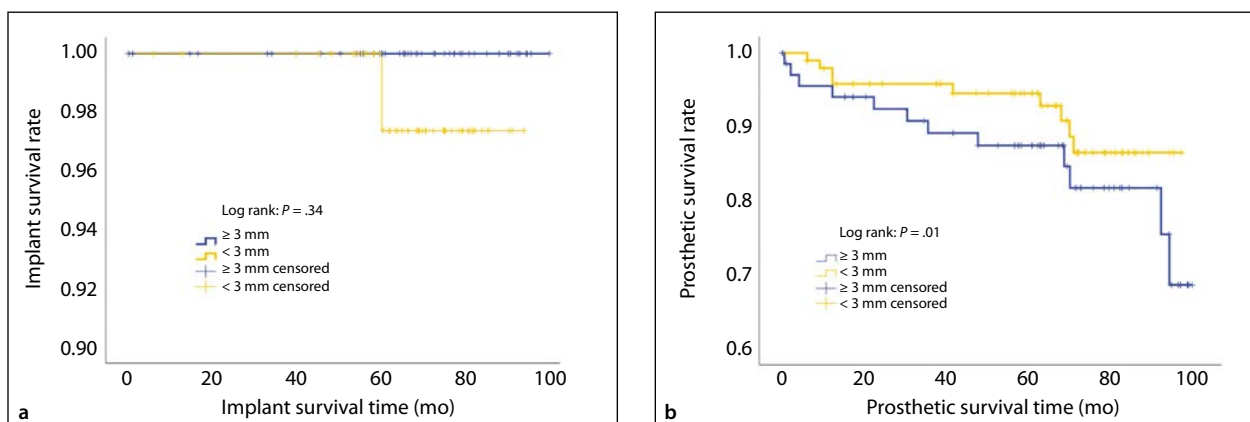 1.00
0.98
0.96
0.94
0.92
0.90
Implant survival rate
Log rank: P = .34
≥ 3 mm
< 3 mm
≥ 3 mm censored
< 3 mm censored
0 20 40 60 80 100
Implant survival time (mo)
a
1.0
0.9
0.8
0.7
0.6
Prosthetic survival rate
Log rank: P = .01
≥ 3 mm
< 3 mm
≥ 3 mm censored
< 3 mm censored
0 20 40 60 80 100
Prosthetic survival time (mo)
b